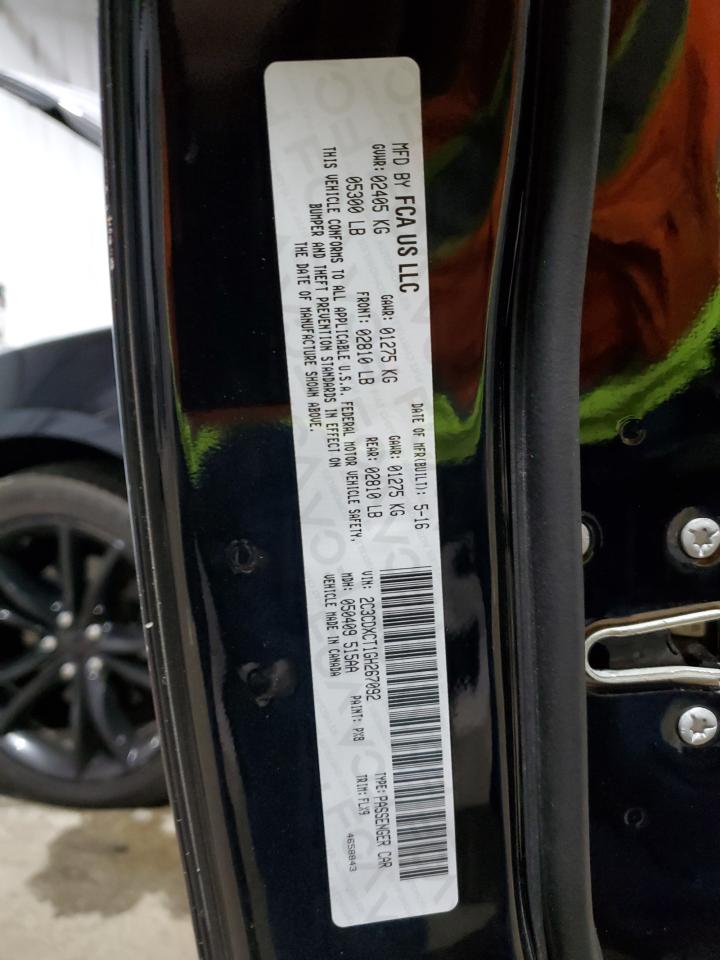 MFD BY FCA US LLC
DATE OF MFR(BUILT): 5-16
GVWR: 02405 KG GAWR: 01275 KG GAWR: 01275 KG
05300 LB FRONT: 02810 LB REAR: 02810 LB
THIS VEHICLE CONFORMS TO ALL APPLICABLE U.S.A. FEDERAL MOTOR VEHICLE SAFETY,
BUMPER AND THEFT PREVENTION STANDARDS IN EFFECT ON
THE DATE OF MANUFACTURE SHOWN ABOVE.
VIN: 2C3CDXCT1GH267092 TYPE: PASSENGER CAR
MDH: 050409 515AA PAINT: PX8 TRIM: FLX9
VEHICLE MADE IN CANADA 4658843